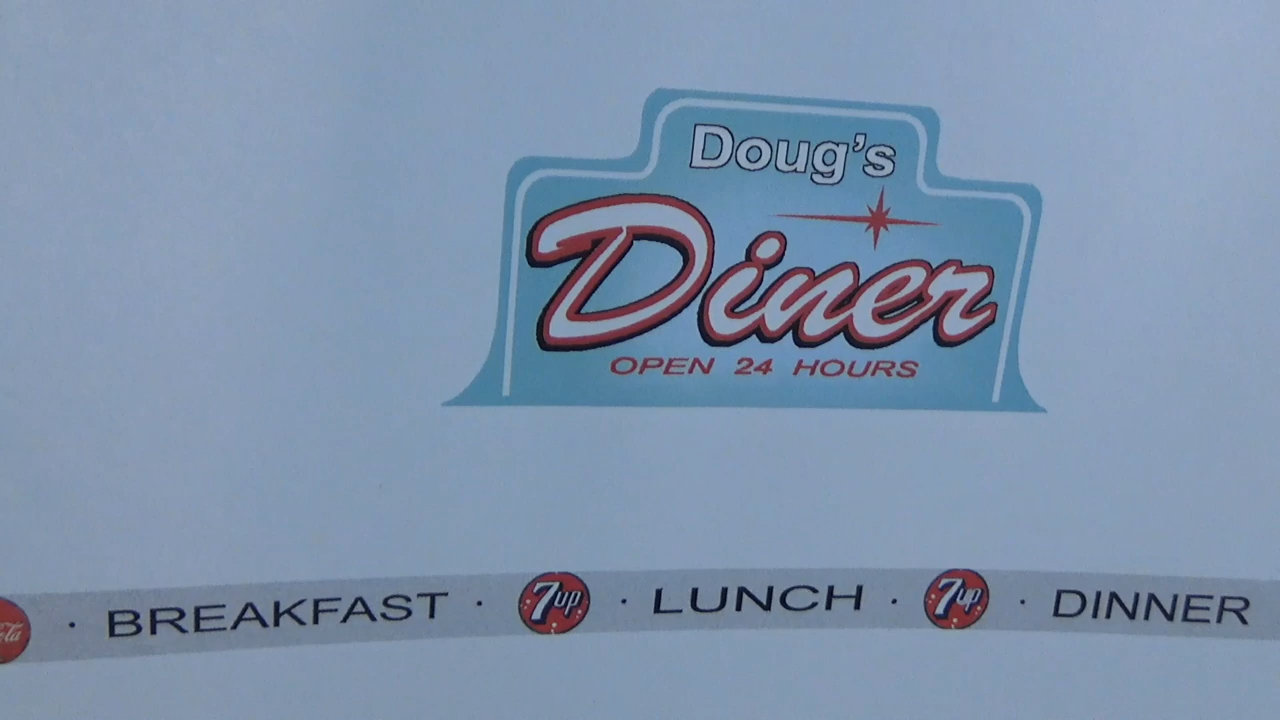 Doug's
Diner
OPEN 24 HOURS
· BREAKFAST · 7up · LUNCH · 7up · DINNER